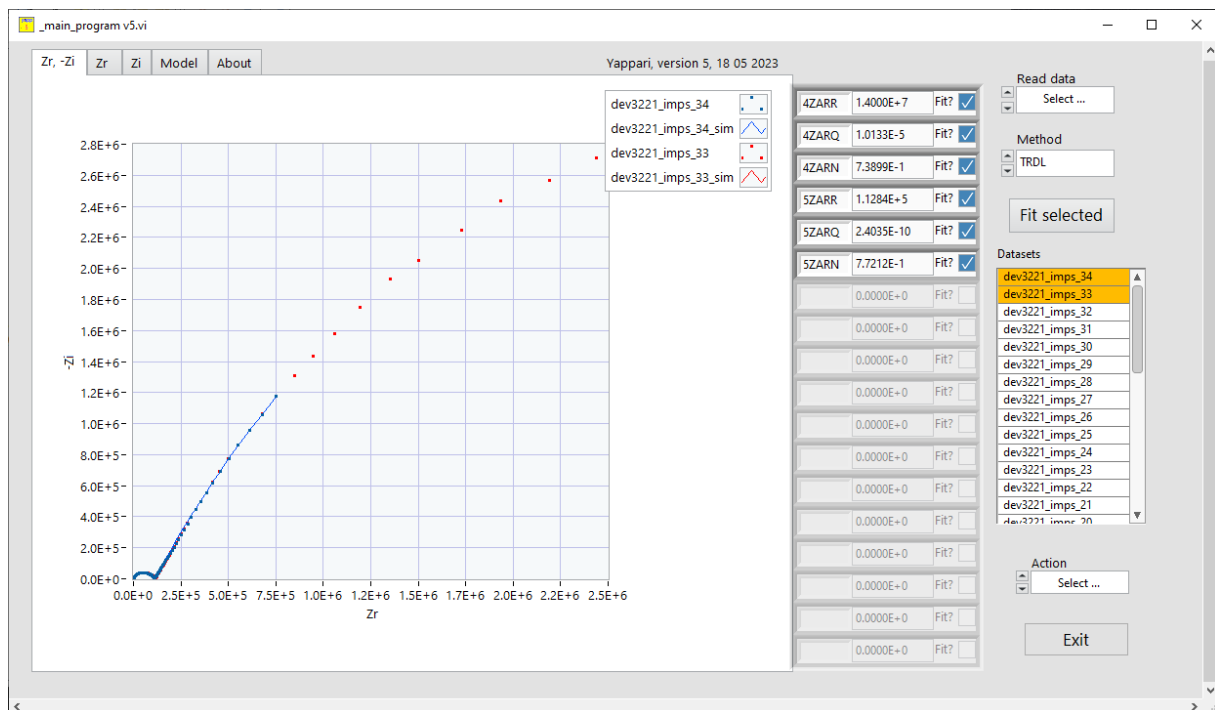 _main_program v5.vi
Zr, -Zi
Zr
Zi
Model
About
Yappari, version 5, 18 05 2023
dev3221_imps_34
dev3221_imps_34_sim
dev3221_imps_33
dev3221_imps_33_sim
2.8E+6
2.6E+6
2.4E+6
2.2E+6
2.0E+6
1.8E+6
1.6E+6
1.4E+6
1.2E+6
1.0E+6
8.0E+5
6.0E+5
4.0E+5
2.0E+5
0.0E+0
-Zi
0.0E+0 2.5E+5 5.0E+5 7.5E+5 1.0E+6 1.3E+6 1.5E+6 1.7E+6 2.0E+6 2.2E+6 2.5E+6
Zr
4ZARR 1.4000E+7 Fit?
4ZARQ 1.0133E-5 Fit?
4ZARN 7.3899E-1 Fit?
5ZARR 1.1284E+5 Fit?
5ZARQ 2.4035E-10 Fit?
5ZARN 7.7212E-1 Fit?
0.0000E+0 Fit?
0.0000E+0 Fit?
0.0000E+0 Fit?
0.0000E+0 Fit?
0.0000E+0 Fit?
0.0000E+0 Fit?
0.0000E+0 Fit?
0.0000E+0 Fit?
0.0000E+0 Fit?
0.0000E+0 Fit?
0.0000E+0 Fit?
0.0000E+0 Fit?
Read data
Select ...
Method
TRDL
Fit selected
Datasets
dev3221_imps_34
dev3221_imps_33
dev3221_imps_32
dev3221_imps_31
dev3221_imps_30
dev3221_imps_29
dev3221_imps_28
dev3221_imps_27
dev3221_imps_26
dev3221_imps_25
dev3221_imps_24
dev3221_imps_23
dev3221_imps_22
dev3221_imps_21
dev3221_imps_20
Action
Select ...
Exit